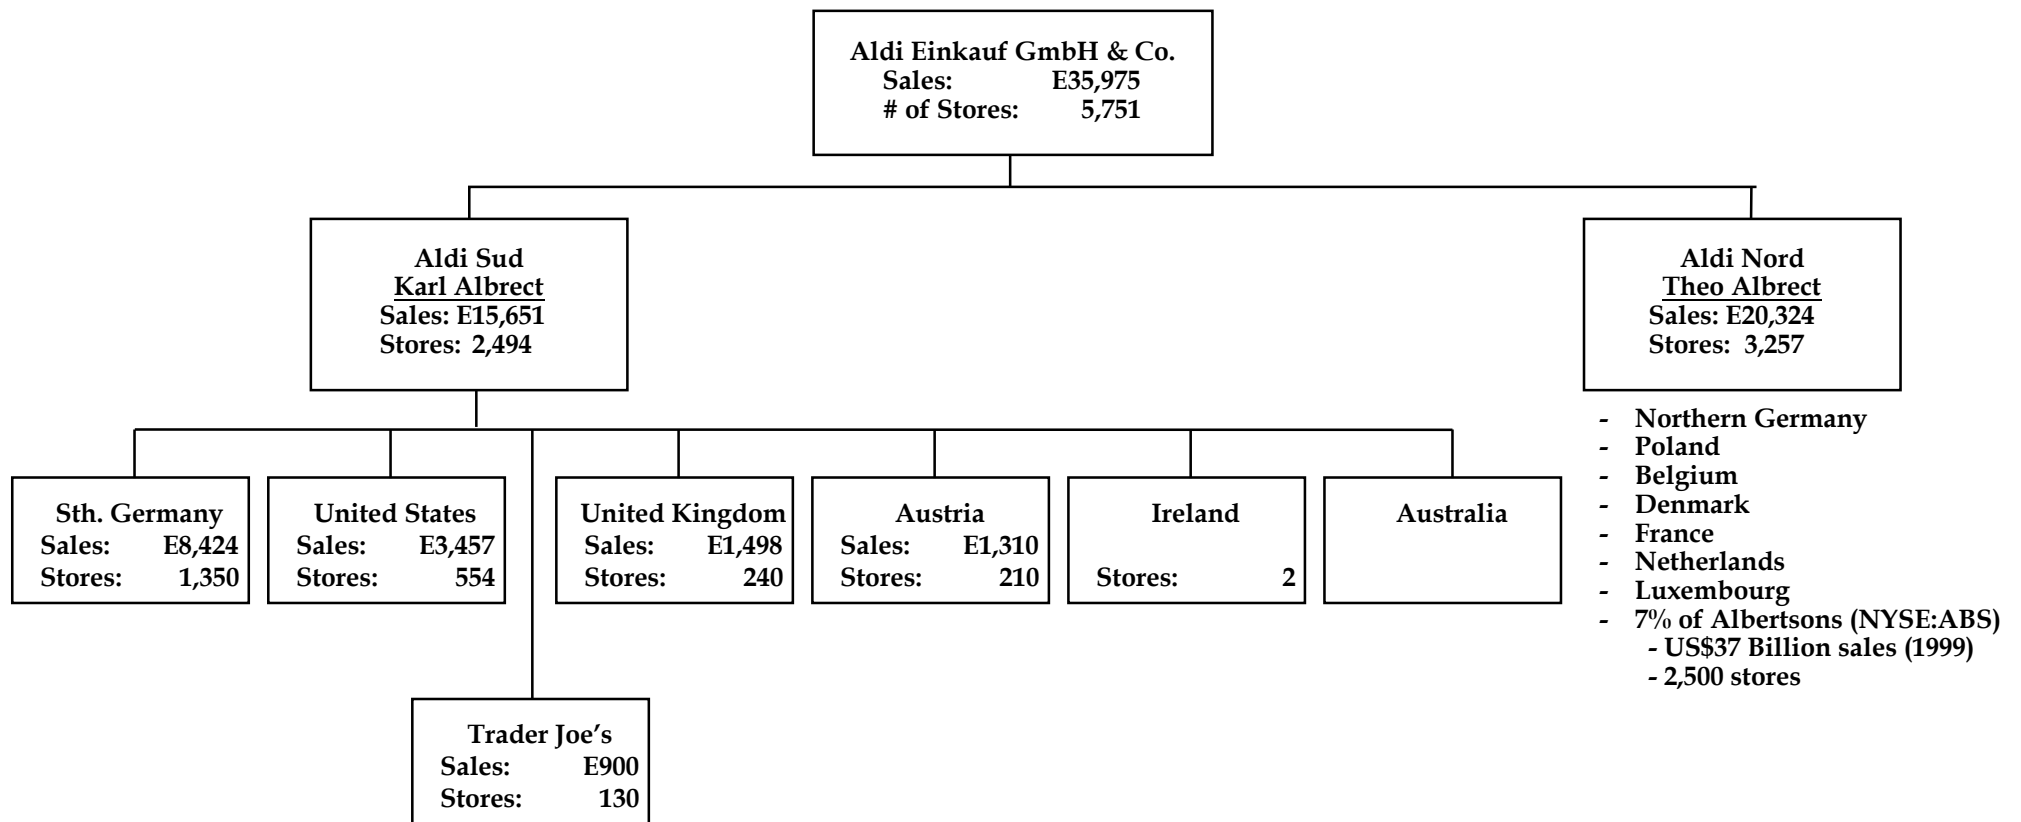 Aldi Einkauf GmbH & Co.
Sales: E35,975
# of Stores: 5,751
Aldi Sud
Karl Albrect
Sales: E15,651
Stores: 2,494
Aldi Nord
Theo Albrect
Sales: E20,324
Stores: 3,257
Sth. Germany
Sales: E8,424
Stores: 1,350
United States
Sales: E3,457
Stores: 554
United Kingdom
Sales: E1,498
Stores: 240
Austria
Sales: E1,310
Stores: 210
Ireland
Stores: 2
Australia
- Northern Germany
- Poland
- Belgium
- Denmark
- France
- Netherlands
- Luxembourg
- 7% of Albertsons (NYSE:ABS)
- US$37 Billion sales (1999)
- 2,500 stores
Trader Joe’s
Sales: E900
Stores: 130